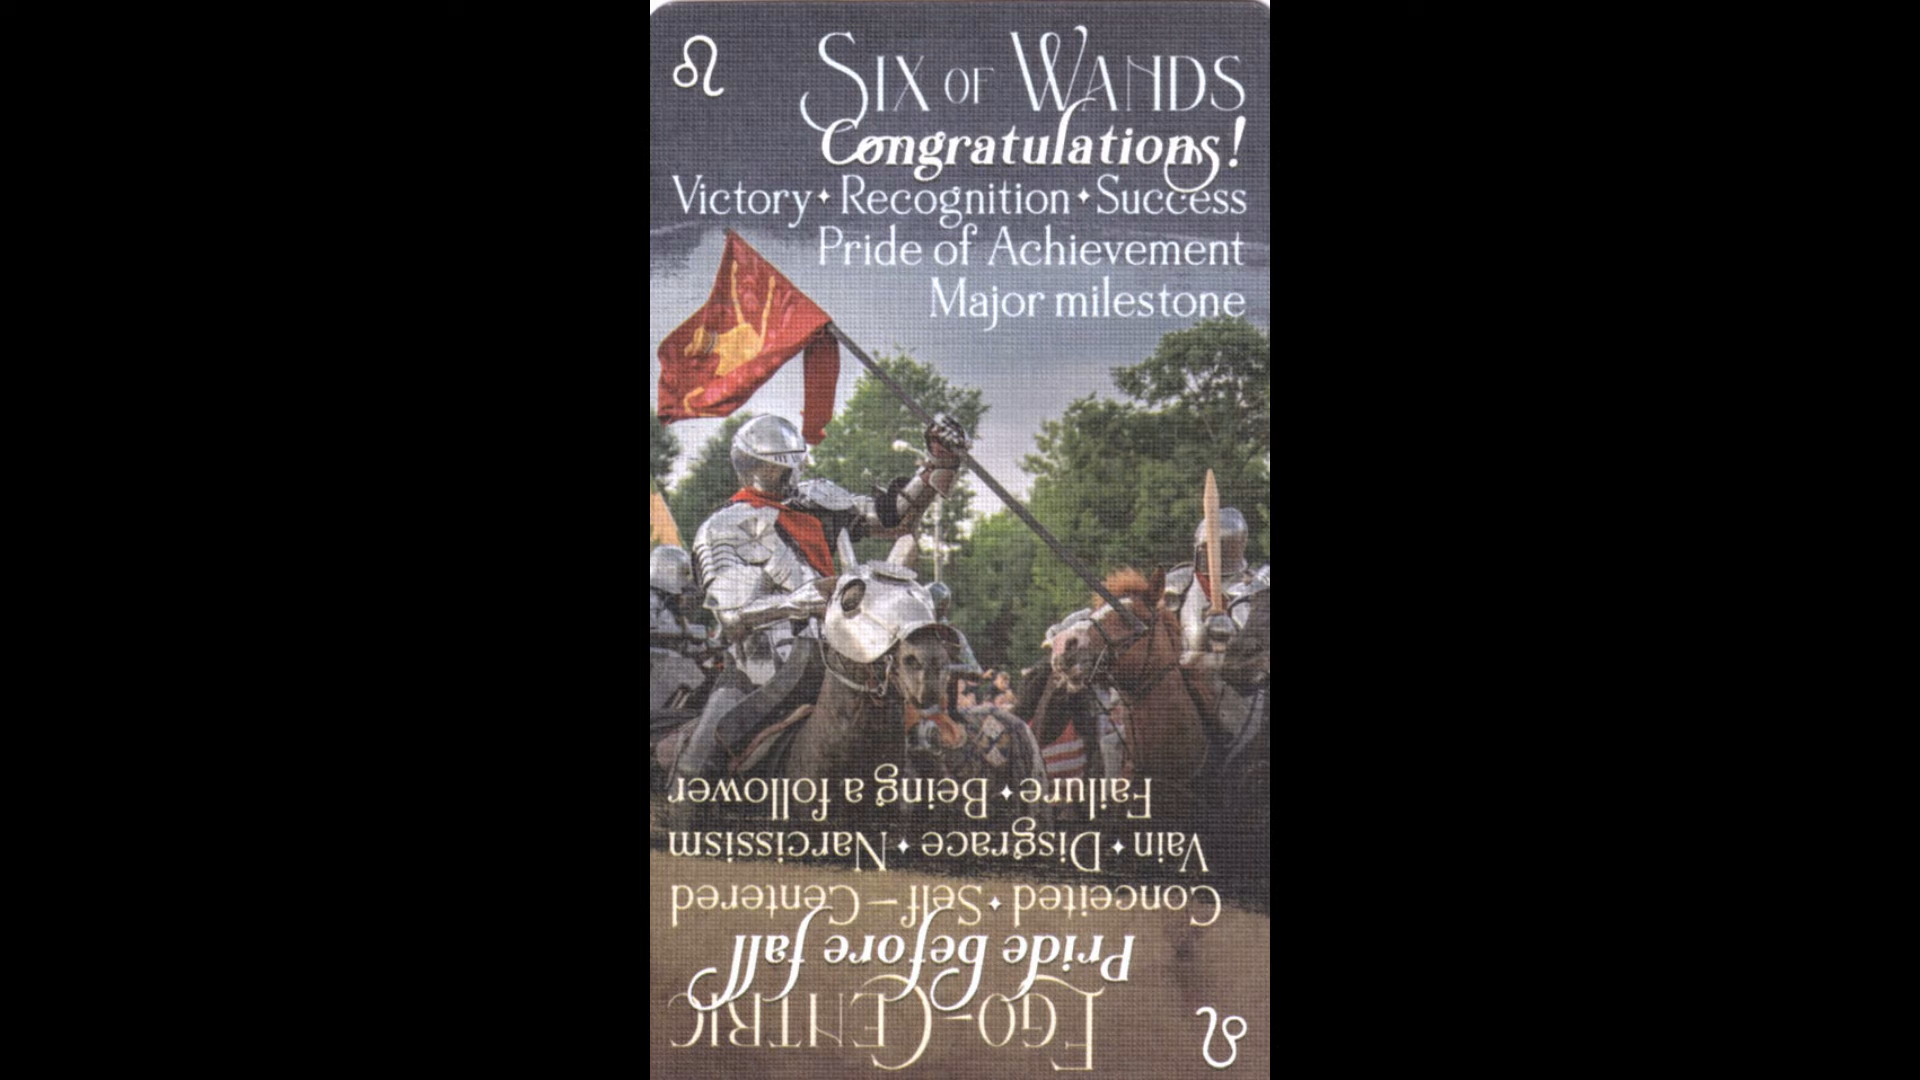 ♌
Six of Wands
Congratulations!
Victory ✦ Recognition ✦ Success
Pride of Achievement
Major milestone
Ego-Centric
Pride before fall
Conceited ✦ Self-Centered
Vain ✦ Disgrace ✦ Narcissism
Failure ✦ Being a follower
♌